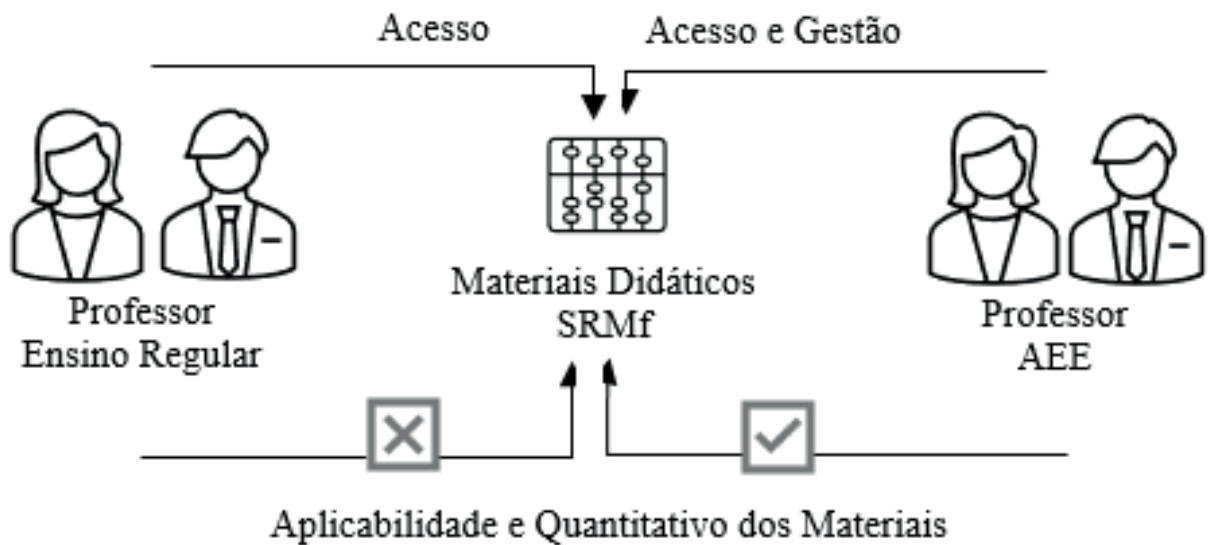 Acesso
Acesso e Gestão
Materiais Didáticos
SRMf
Professor
Ensino Regular
Professor
AEE
Aplicabilidade e Quantitativo dos Materiais